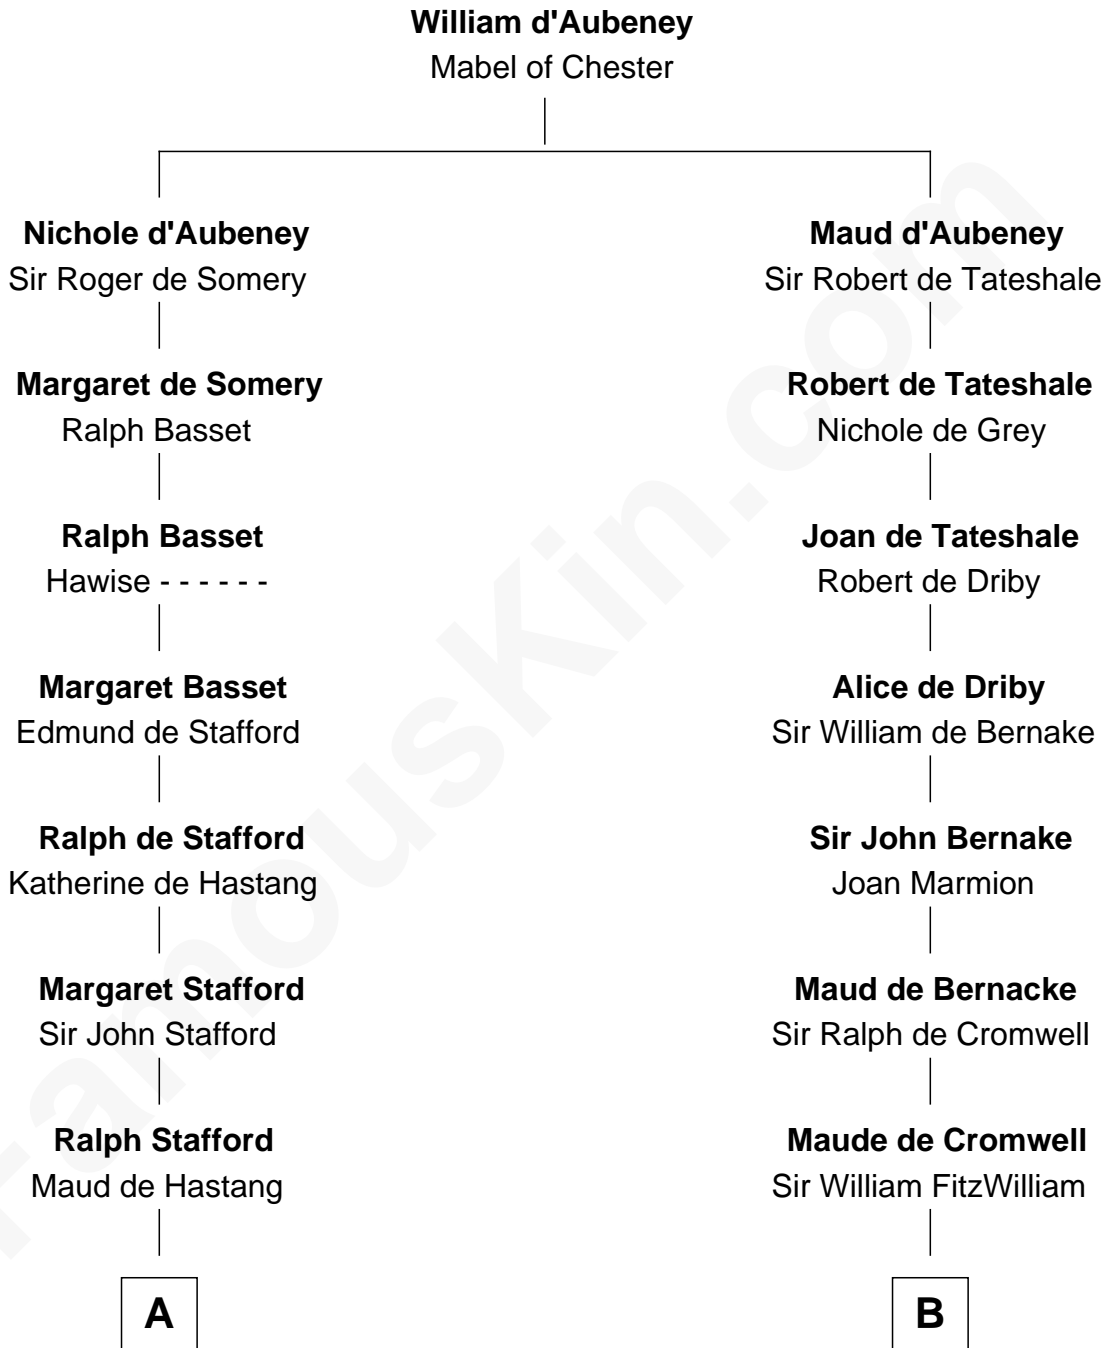 William d'Aubeney
Mabel of Chester
Nichole d'Aubeney
Sir Roger de Somery
Margaret de Somery
Ralph Basset
Ralph Basset
Hawise - - - - - -
Margaret Basset
Edmund de Stafford
Ralph de Stafford
Katherine de Hastang
Margaret Stafford
Sir John Stafford
Ralph Stafford
Maud de Hastang
A
Maud d'Aubeney
Sir Robert de Tateshale
Robert de Tateshale
Nichole de Grey
Joan de Tateshale
Robert de Driby
Alice de Driby
Sir William de Bernake
Sir John Bernake
Joan Marmion
Maud de Bernacke
Sir Ralph de Cromwell
Maude de Cromwell
Sir William FitzWilliam
B
FamousKin.com